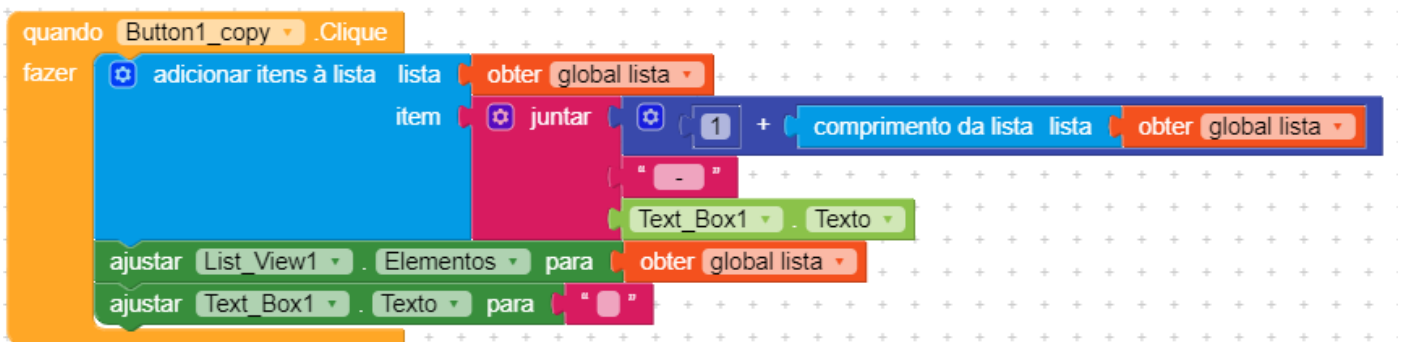 quando Button1_copy .Clique
fazer adicionar itens à lista lista obter global lista
item juntar 1 + comprimento da lista lista obter global lista
“ - ”
Text_Box1 . Texto
ajustar List_View1 . Elementos para obter global lista
ajustar Text_Box1 . Texto para “ ”